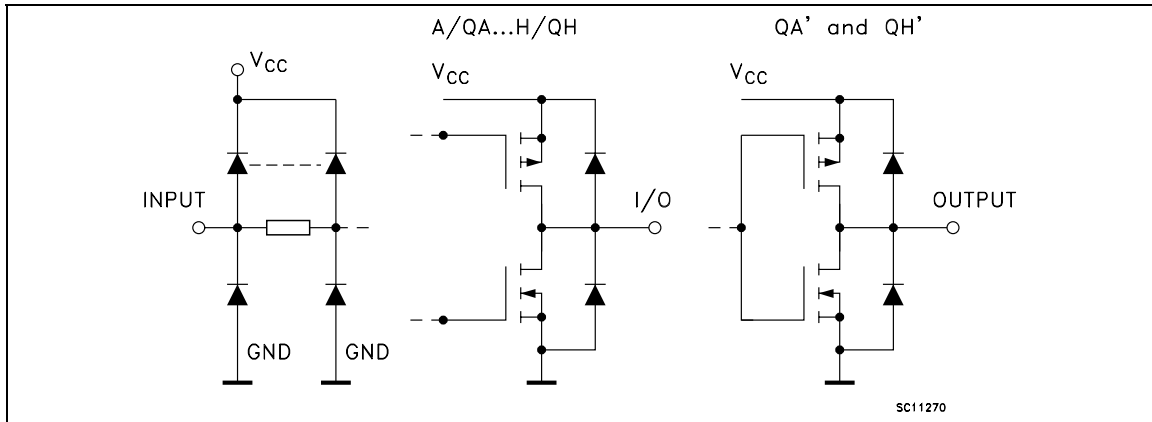 A/QA...H/QH
QA' and QH'
VCC
VCC
VCC
INPUT
I/O
OUTPUT
GND
GND
SC11270